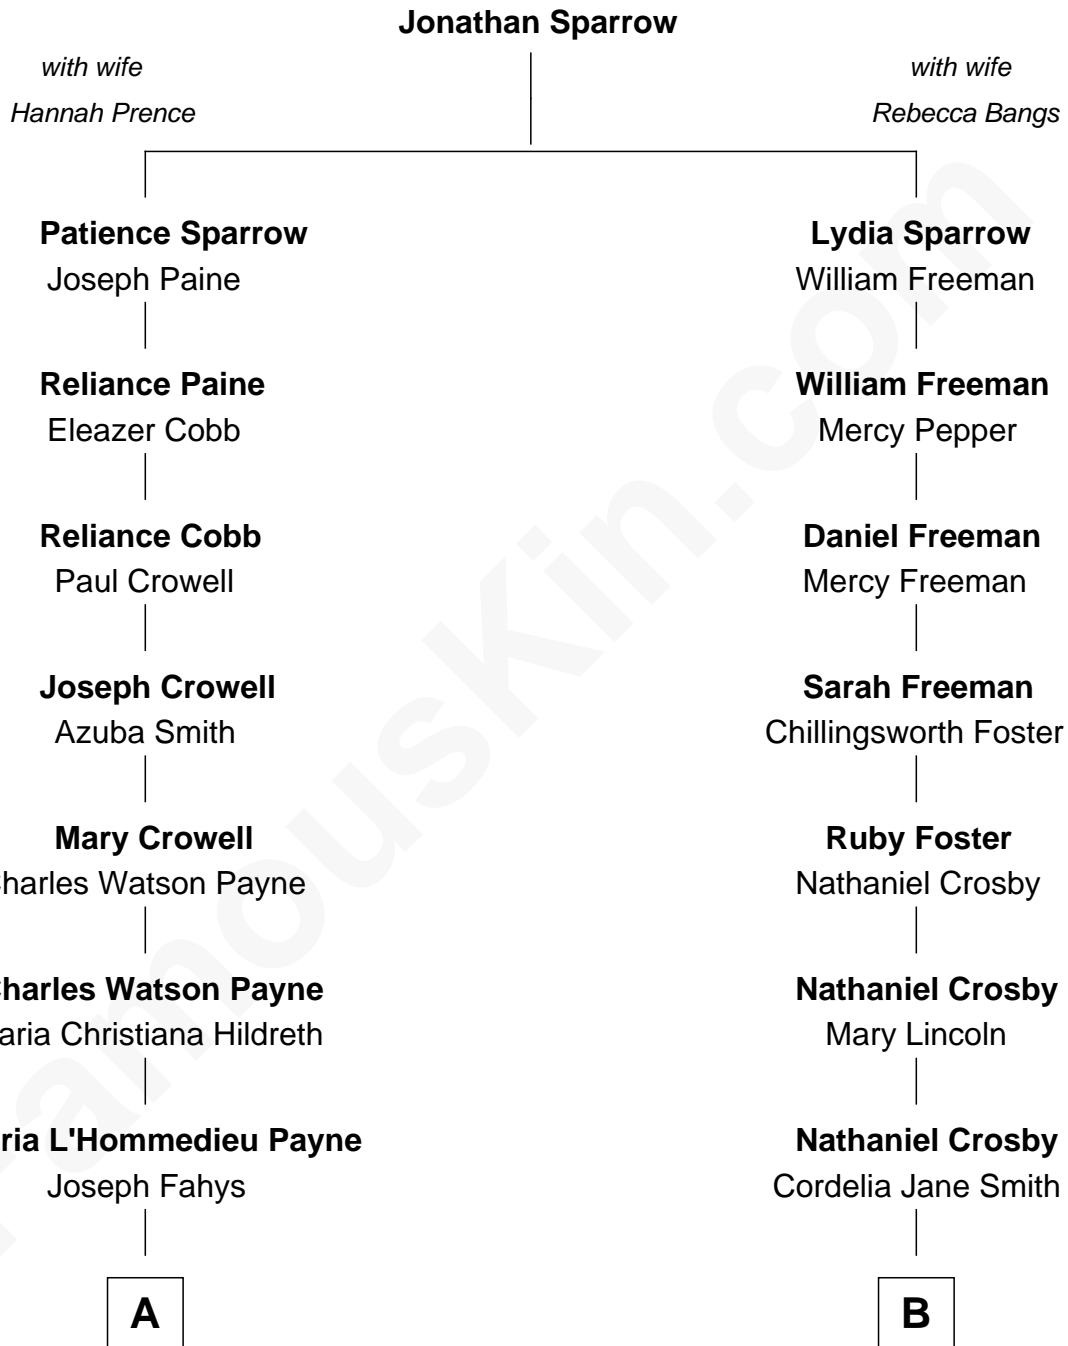 Jonathan Sparrow
with wife
Hannah Prence
with wife
Rebecca Bangs
Patience Sparrow
Joseph Paine
Lydia Sparrow
William Freeman
Reliance Paine
Eleazer Cobb
William Freeman
Mercy Pepper
Reliance Cobb
Paul Crowell
Daniel Freeman
Mercy Freeman
Joseph Crowell
Azuba Smith
Sarah Freeman
Chillingsworth Foster
Mary Crowell
harles Watson Payne
Ruby Foster
Nathaniel Crosby
harles Watson Payne
aria Christiana Hildreth
Nathaniel Crosby
Mary Lincoln
ria L'Hommedieu Payne
Joseph Fahys
Nathaniel Crosby
Cordelia Jane Smith
A
B
FamousKin.com